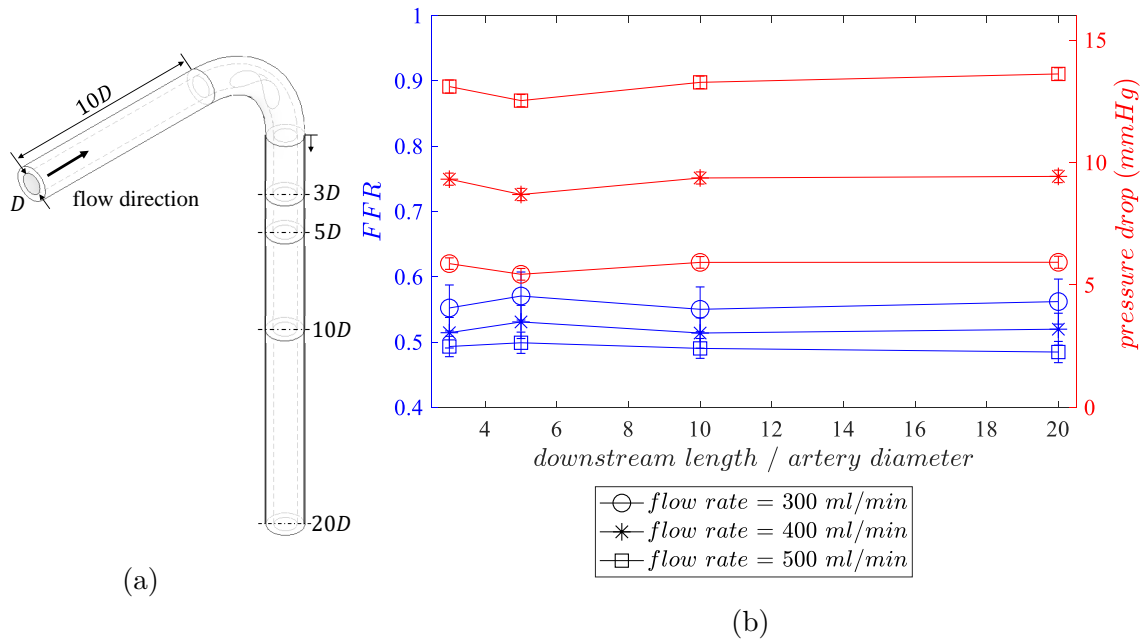 10D
D
flow direction
3D
5D
10D
20D
(a)
1
0.9
0.8
0.7
0.6
0.5
0.4
FFR
15
10
5
0
pressure drop (mmHg)
4 6 8 10 12 14 16 18 20
downstream length / artery diameter
flow rate = 300 ml/min
flow rate = 400 ml/min
flow rate = 500 ml/min
(b)